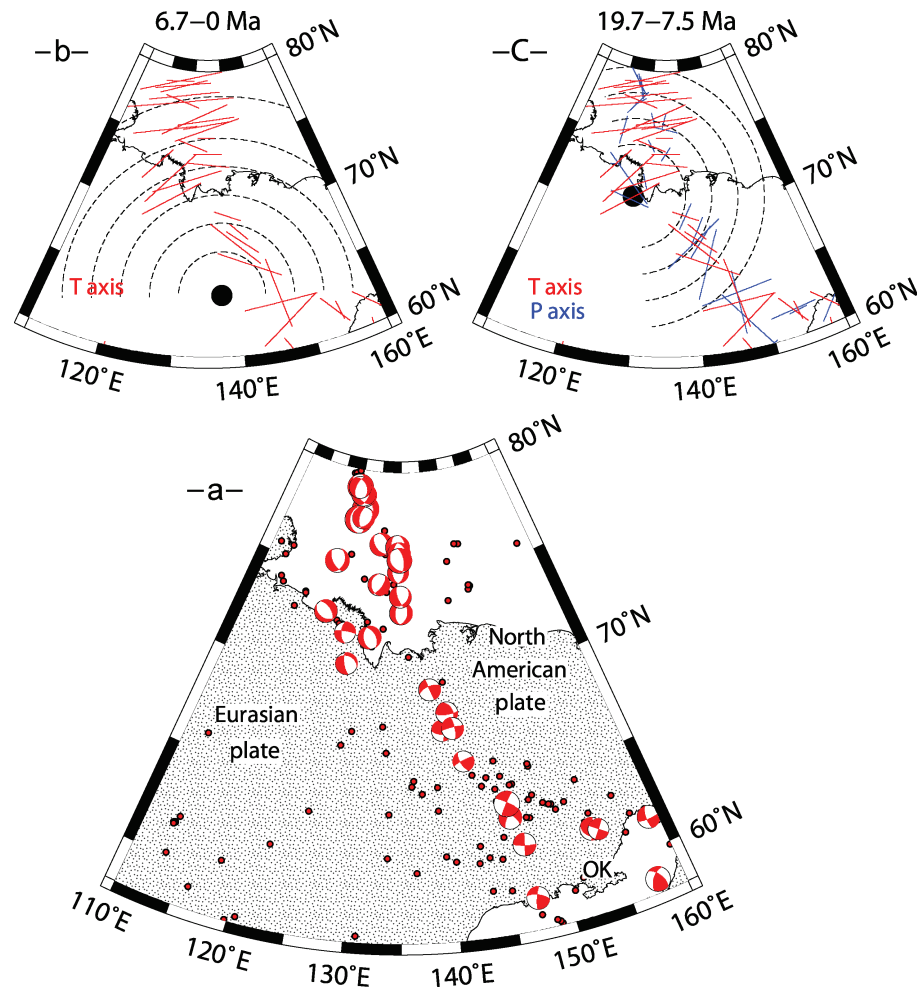 6.7–0 Ma
–b–
80˚N
70˚N
T axis
60˚N
160˚E
120˚E
140˚E
19.7–7.5 Ma
–C–
80˚N
70˚N
T axis
P axis
60˚N
160˚E
120˚E
140˚E
–a–
80˚N
70˚N
North
American
plate
Eurasian
plate
60˚N
OK
110˚E
160˚E
120˚E
150˚E
130˚E
140˚E